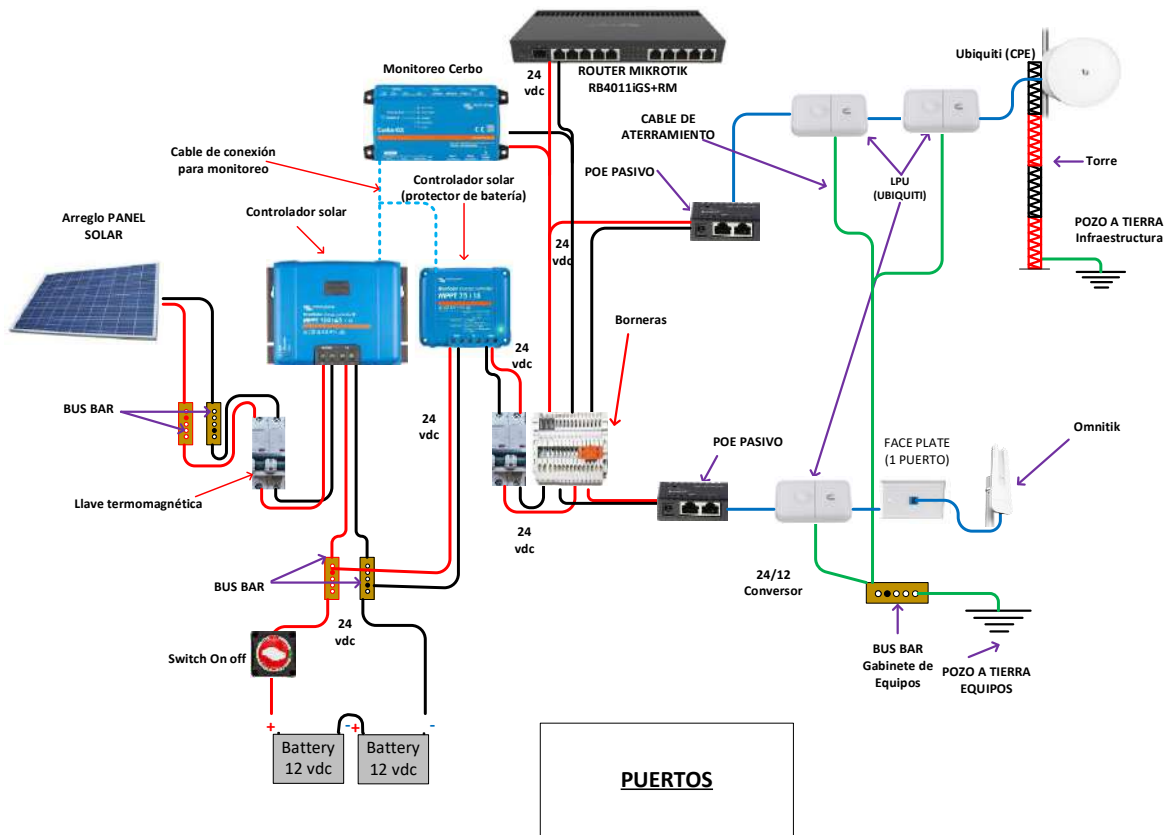 ROUTER MIKROTIK
RB4011iGS+RM
24
vdc
Monitoreo Cerbo
Ubiquiti (CPE)
CABLE DE
ATERRAMIENTO
Cable de conexión
para monitoreo
Controlador solar
(protector de batería)
POE PASIVO
LPU
(UBIQUITI)
Torre
Arreglo PANEL
SOLAR
Controlador solar
POZO A TIERRA
Infraestructura
24
vdc
MPPT 75 | 15
24
vdc
BUS BAR
24
vdc
Borneras
Llave termomagnética
POE PASIVO
FACE PLATE
(1 PUERTO)
Omnitik
24
vdc
BUS BAR
24/12
Conversor
24
vdc
Switch On off
BUS BAR
Gabinete de
Equipos
POZO A TIERRA
EQUIPOS
+
-
+
-
Battery
12 vdc
Battery
12 vdc
PUERTOS